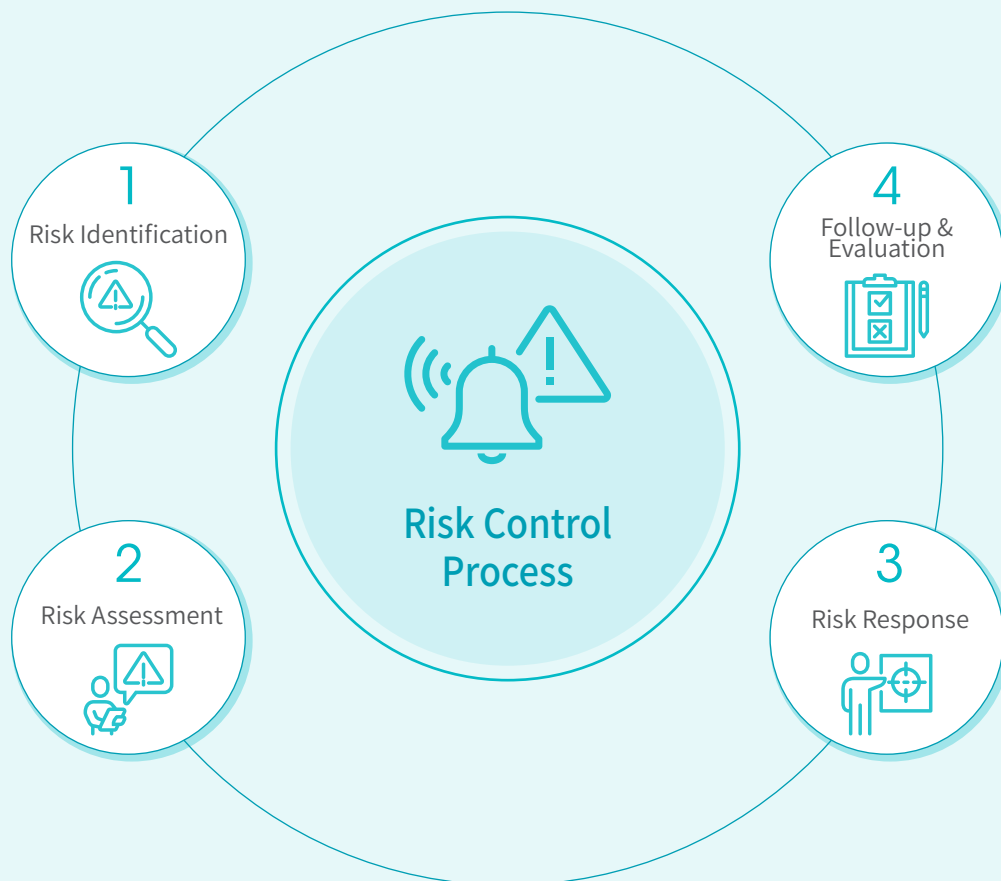 1
Risk Identification
2
Risk Assessment
3
Risk Response
4
Follow-up &
Evaluation
Risk Control
Process